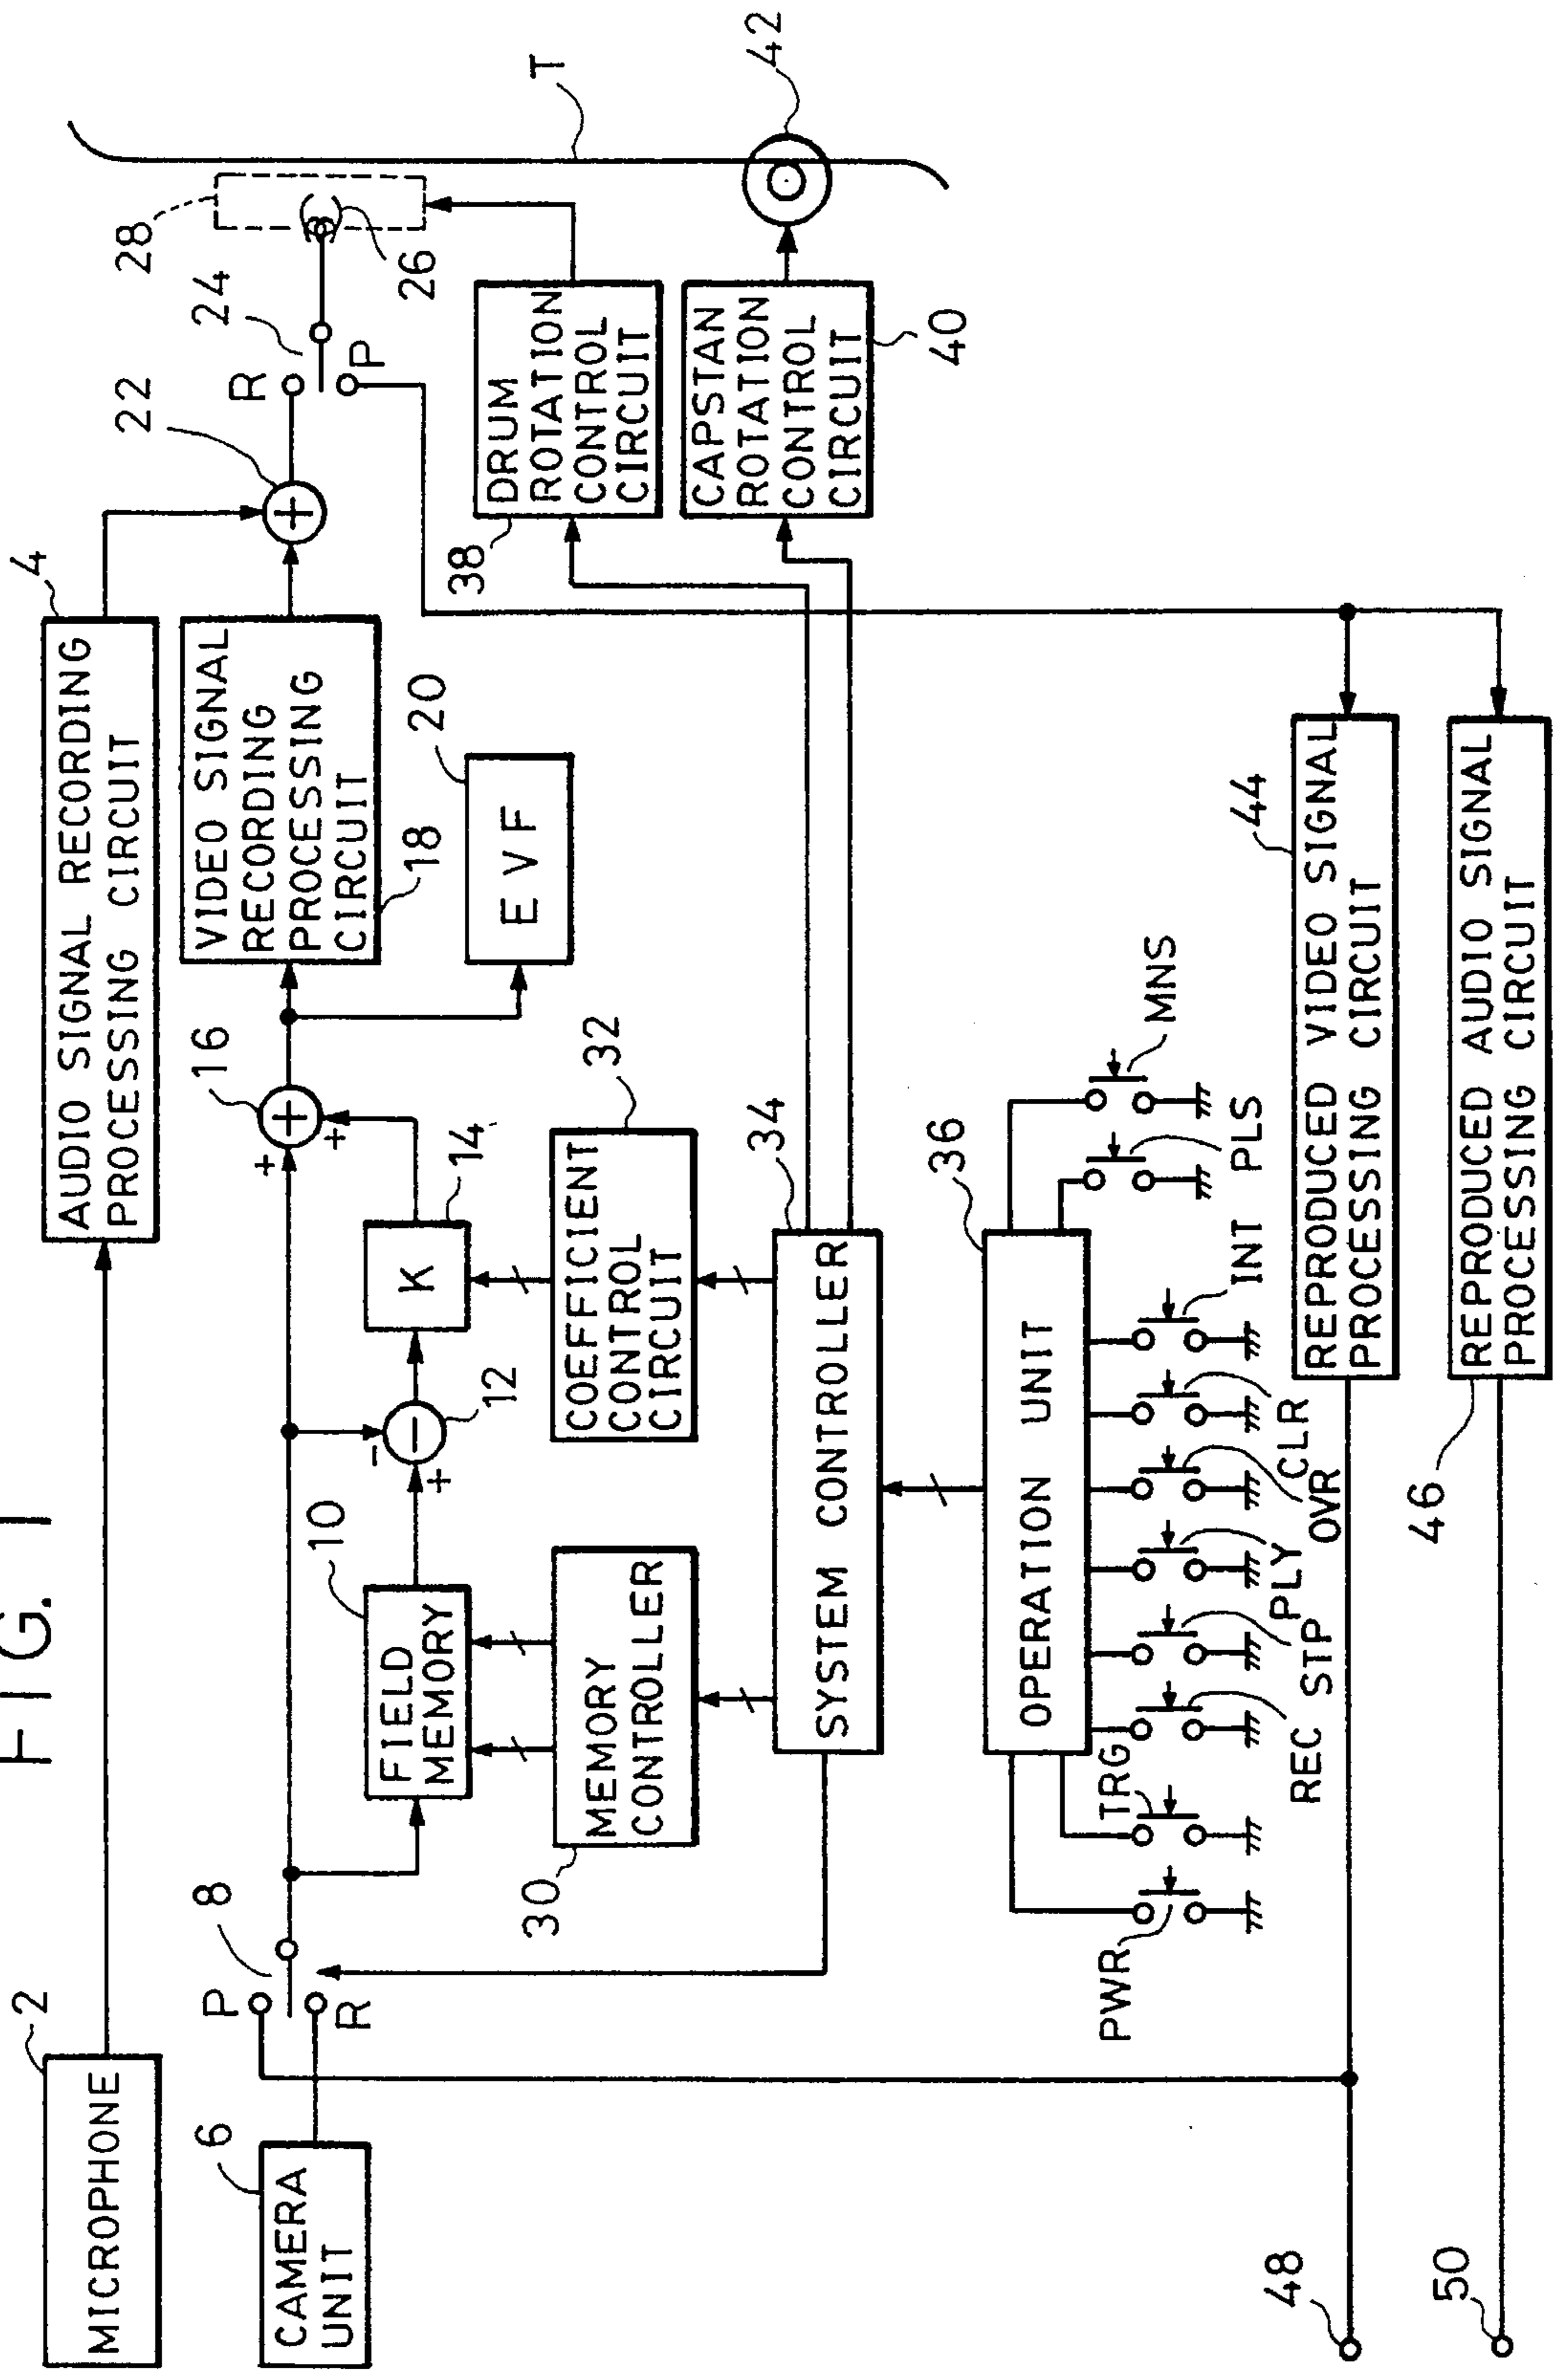 FIG. 1
2
MICROPHONE
4
AUDIO SIGNAL RECORDING
PROCESSING CIRCUIT
6
CAMERA
UNIT
P
8
R
16
+
+
+
VIDEO SIGNAL
RECORDING
PROCESSING
CIRCUIT
18
22
+
R
24
P
28
26
T
10
FIELD
MEMORY
-
-
+
12
K
14
20
EVF
30
MEMORY
CONTROLLER
COEFFICIENT
CONTROL
CIRCUIT
32
38
DRUM
ROTATION
CONTROL
CIRCUIT
CAPSTAN
ROTATION
CONTROL
CIRCUIT
40
42
SYSTEM CONTROLLER
34
OPERATION UNIT
36
PWR
TRG
REC
STP
PLY
OVR
CLR
INT
PLS
MNS
REPRODUCED VIDEO SIGNAL
PROCESSING CIRCUIT
44
46
REPRODUCED AUDIO SIGNAL
PROCESSING CIRCUIT
48
50